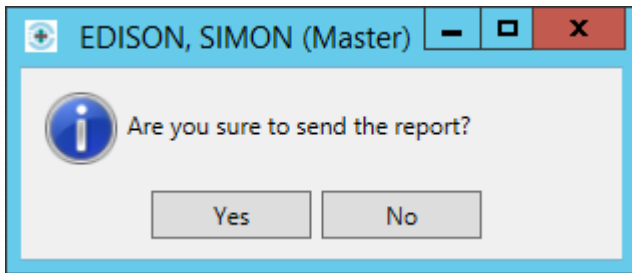 EDISON, SIMON (Master)
Are you sure to send the report?
Yes No